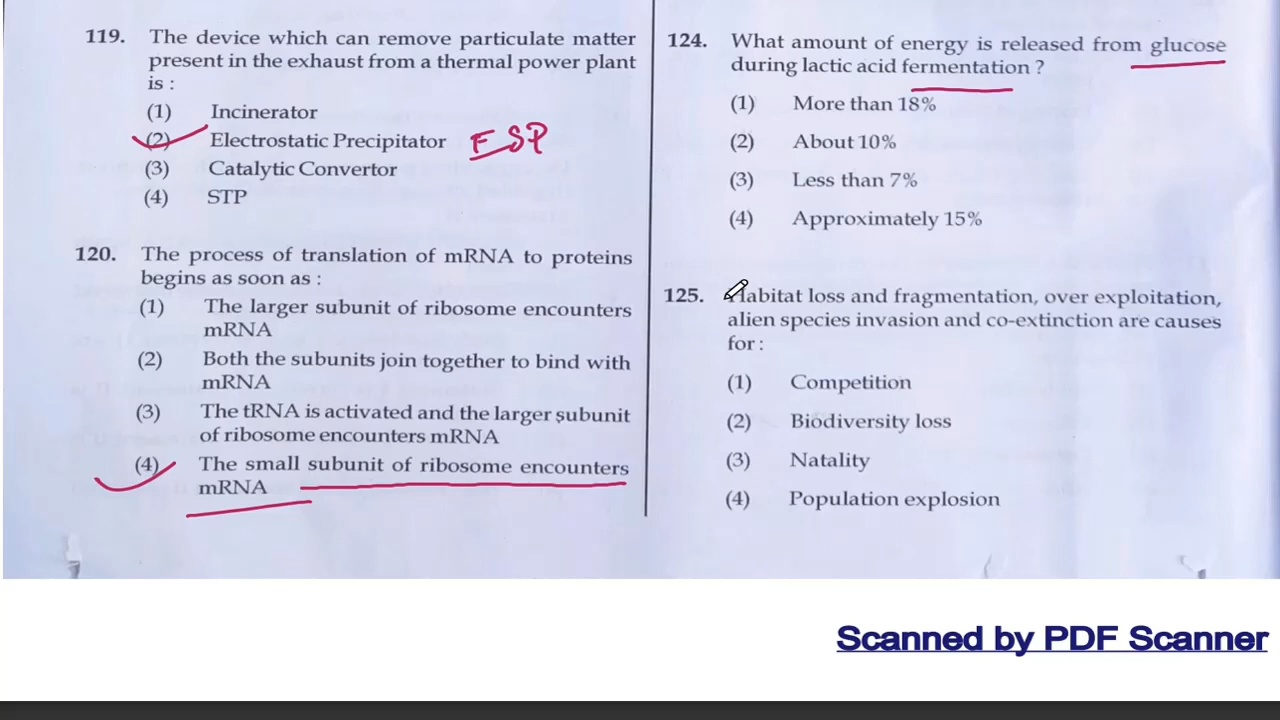 119. The device which can remove particulate matter
present in the exhaust from a thermal power plant
is :
(1) Incinerator
(2) Electrostatic Precipitator ESP
(3) Catalytic Convertor
(4) STP
120. The process of translation of mRNA to proteins
begins as soon as :
(1) The larger subunit of ribosome encounters
mRNA
(2) Both the subunits join together to bind with
mRNA
(3) The tRNA is activated and the larger subunit
of ribosome encounters mRNA
(4) The small subunit of ribosome encounters
mRNA
124. What amount of energy is released from glucose
during lactic acid fermentation ?
(1) More than 18%
(2) About 10%
(3) Less than 7%
(4) Approximately 15%
125. Habitat loss and fragmentation, over exploitation,
alien species invasion and co-extinction are causes
for :
(1) Competition
(2) Biodiversity loss
(3) Natality
(4) Population explosion
Scanned by PDF Scanner